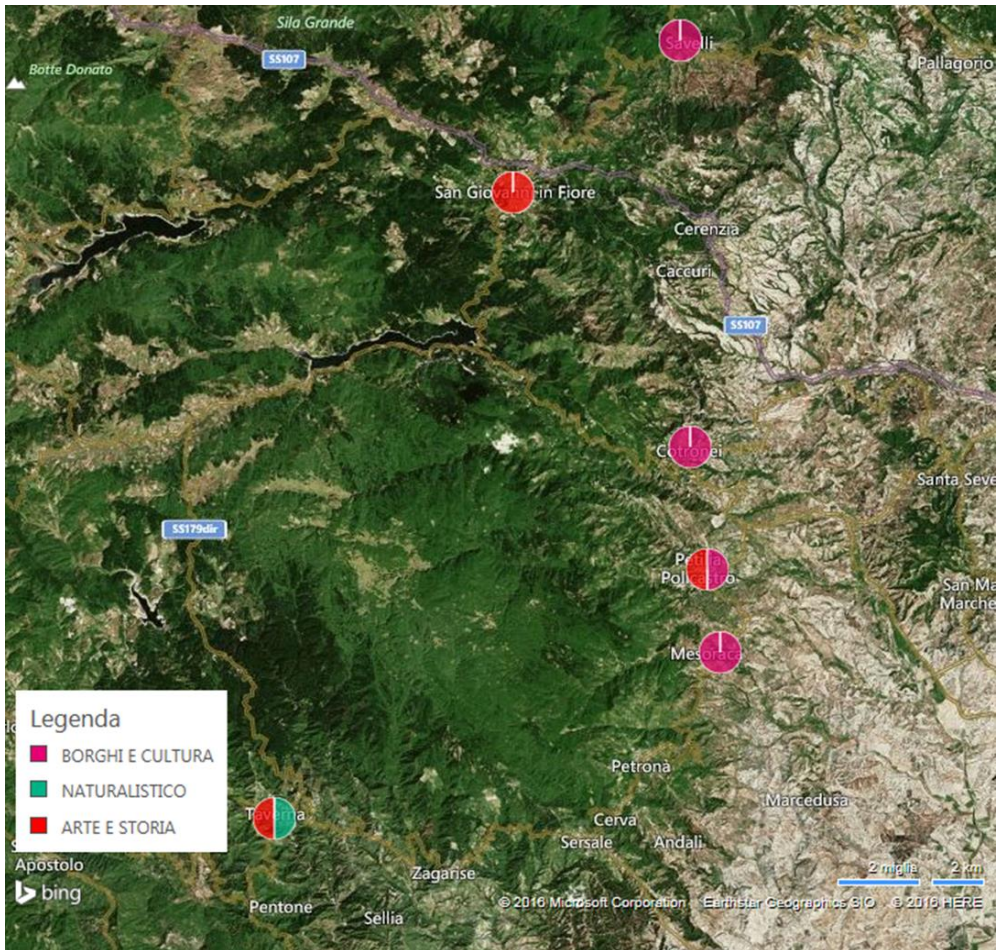 Sila Grande
Savelli
SS107
Pallagorio
Botte Donato
San Giovanni in Fiore
Cerenzia
Caccuri
SS107
Cotronei
Santa Seve
SS179dir
Petilia
Policastro
San Ma
Marche
Mesoraca
Legenda
BORGHI E CULTURA
NATURALISTICO
ARTE E STORIA
Petronà
Marcedusa
Taverna
Cerva
Sersale
Andali
Apostolo
Zagarise
2 miglia
2 km
bing
Pentone
Sellia
© 2016 Microsoft Corporation
Earthstar Geographics SIO
© 2016 HERE